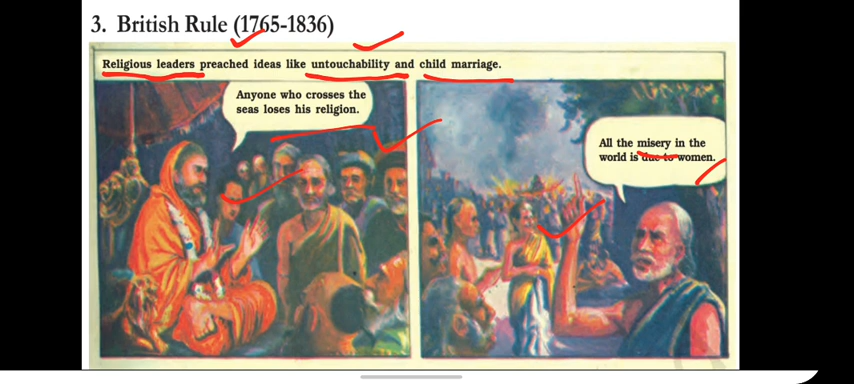 3. British Rule (1765-1836)
Religious leaders preached ideas like untouchability and child marriage.
Anyone who crosses the
seas loses his religion.
All the misery in the
world is due to women.